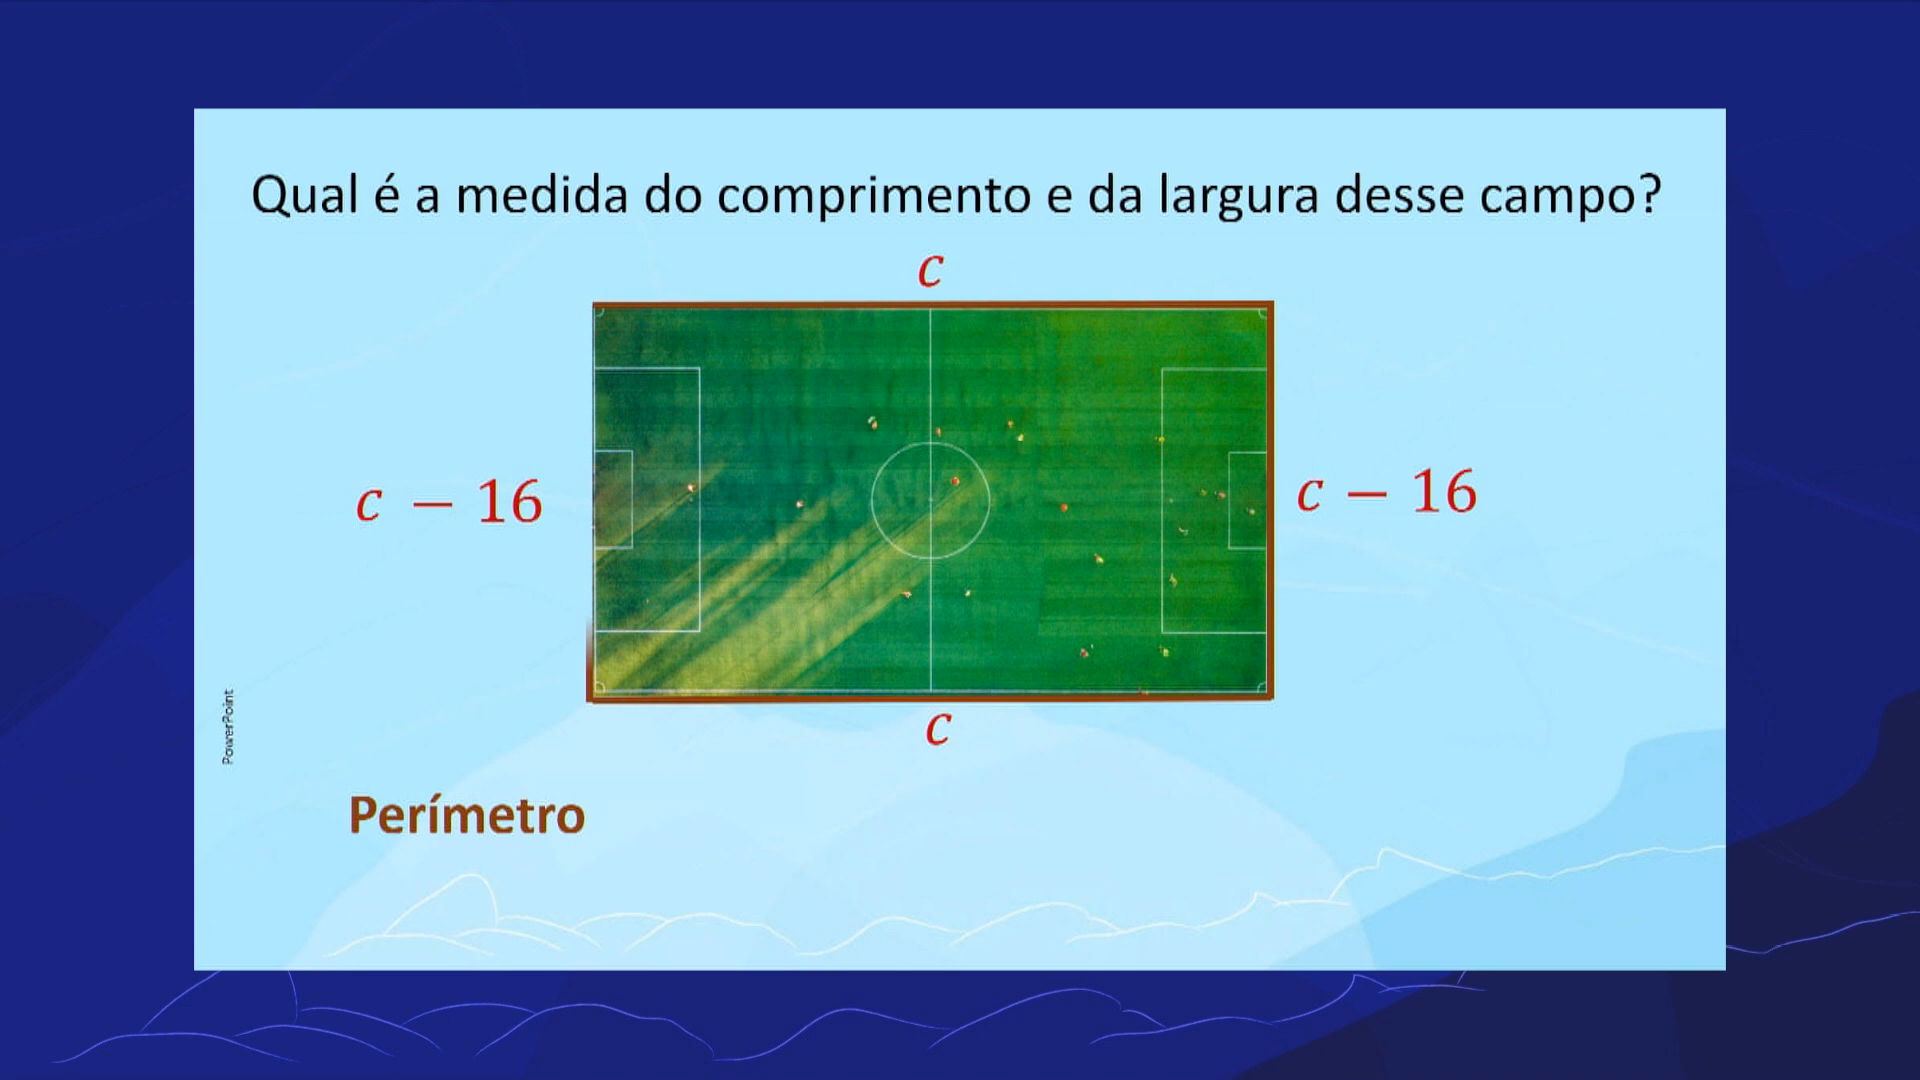 Qual é a medida do comprimento e da largura desse campo?
c
c − 16
c − 16
c
PowerPoint
Perímetro